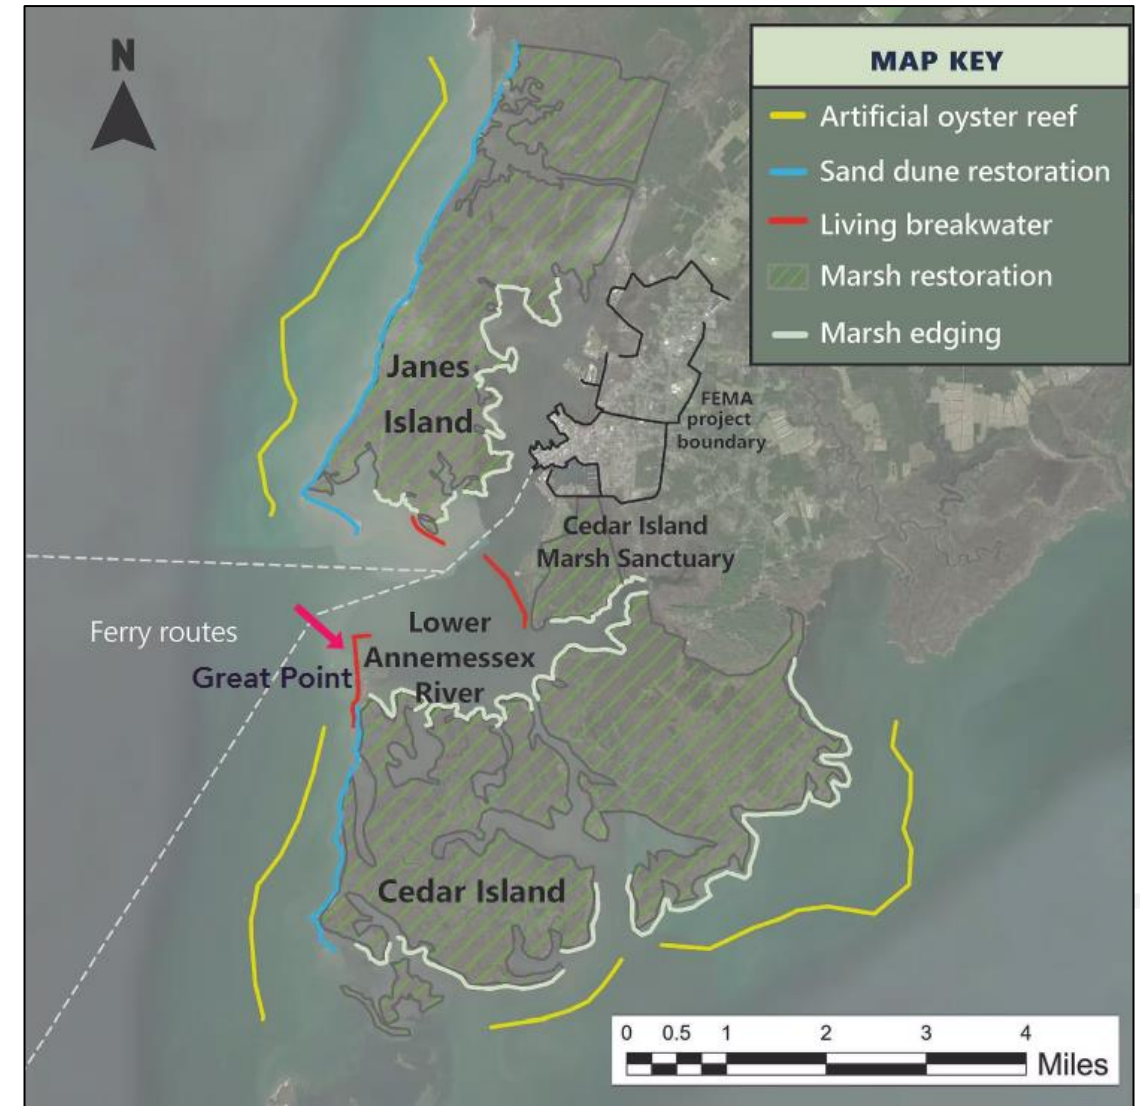 N
MAP KEY
Artificial oyster reef
Sand dune restoration
Living breakwater
Marsh restoration
Marsh edging
Janes
Island
FEMA
project
boundary
Cedar Island
Marsh Sanctuary
Ferry routes
Lower
Annemessex
River
Great Point
Cedar Island
0 0.5 1 2 3 4
Miles